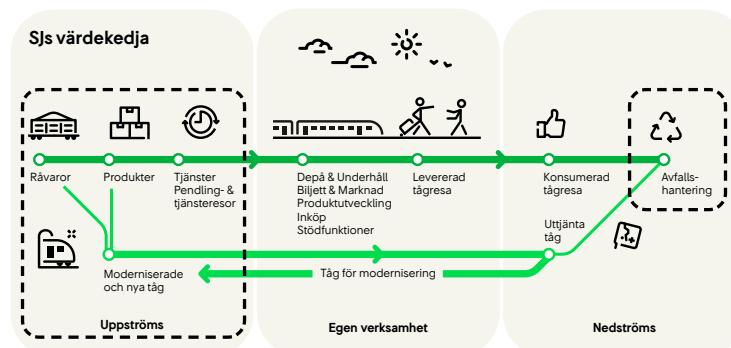 SJs värdekedja
Råvaror
Produkter
Tjänster
Pendling- &
tjänsteresor
Depå & Underhåll
Biljett & Marknad
Produktutveckling
Inköp
Stödfunktioner
Levererad
tågresa
Konsumerad
tågresa
Avfalls-
hantering
Uttjänta
tåg
Moderniserade
och nya tåg
Tåg för modernisering
Uppströms
Egen verksamhet
Nedströms